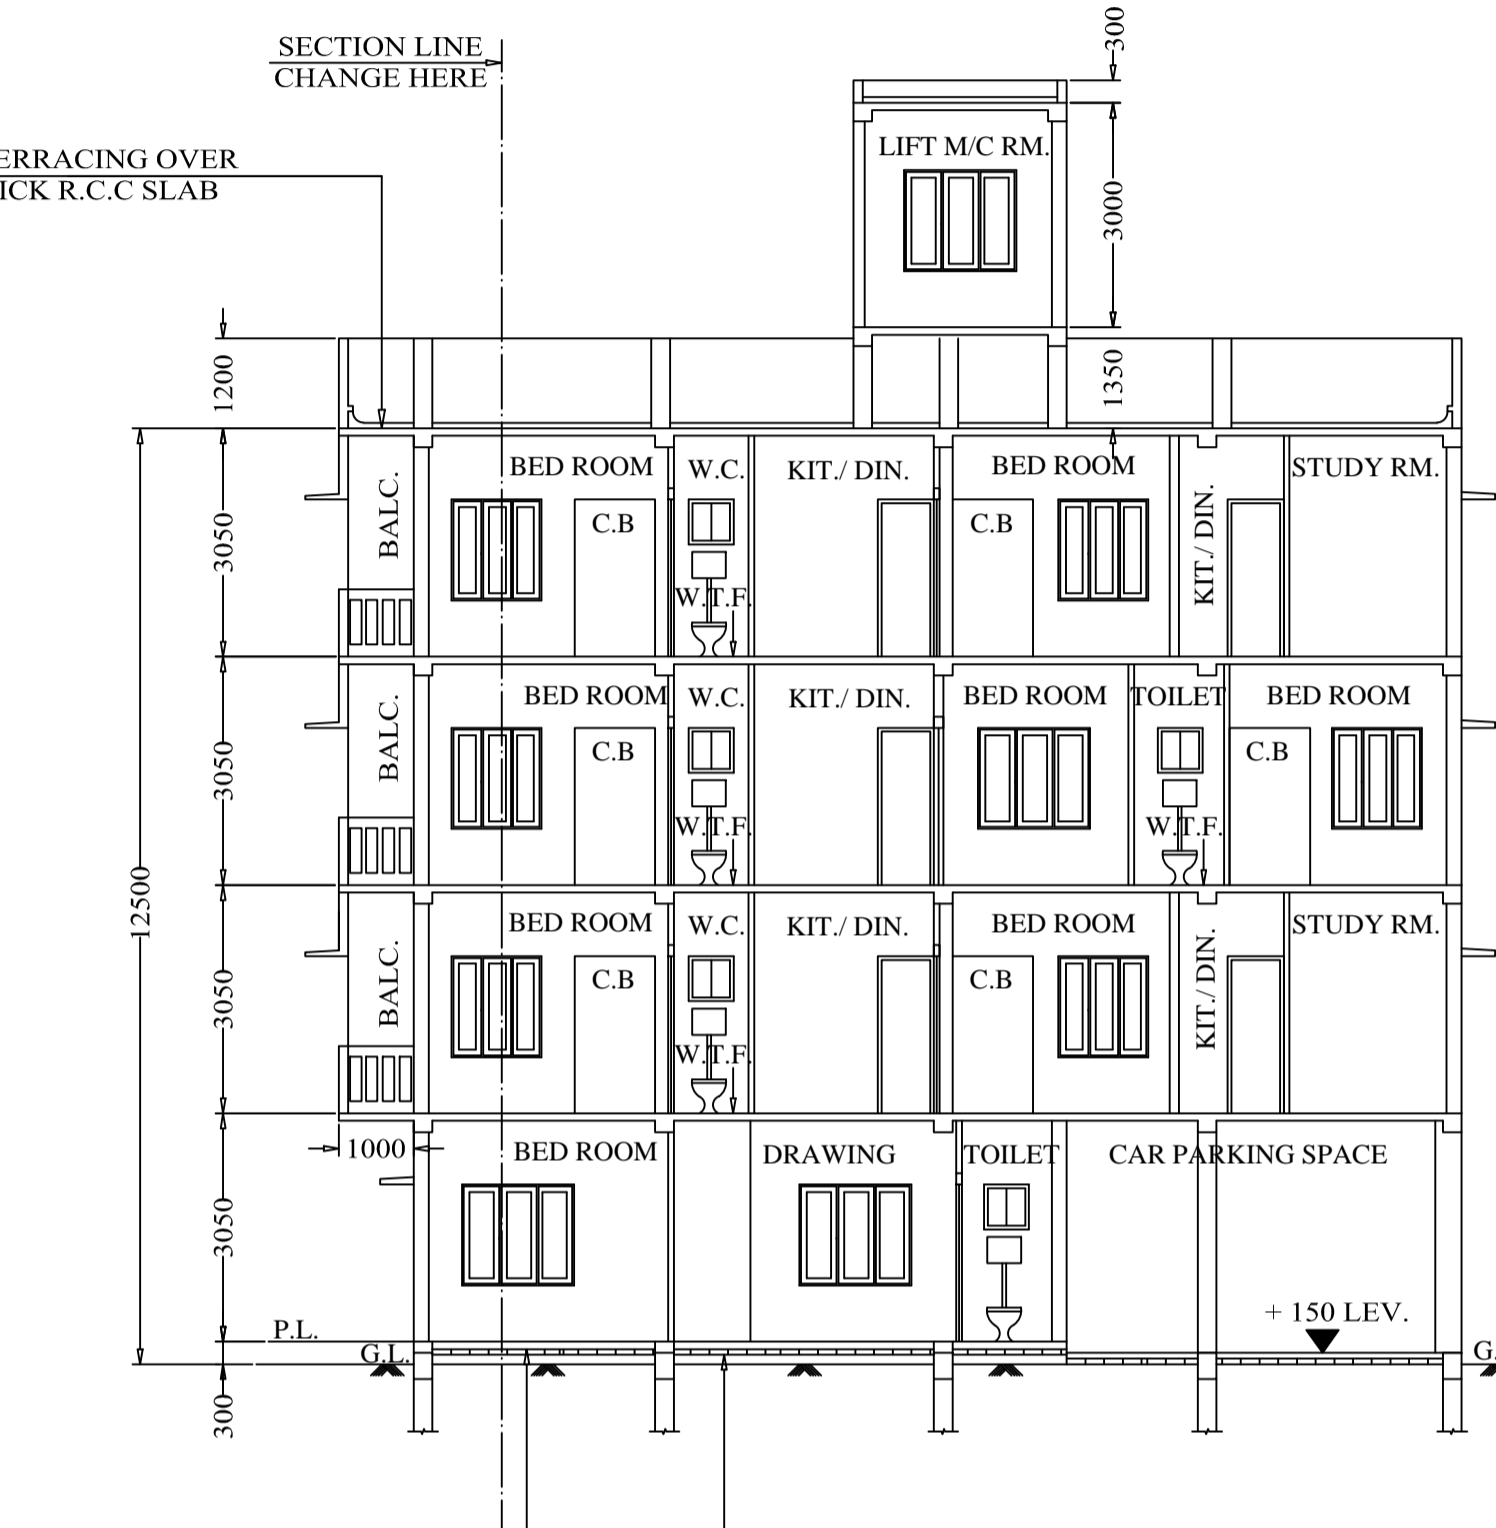 SECTION LINE
CHANGE HERE
300
ERRACING OVER
ICK R.C.C SLAB
LIFT M/C RM.
3000
1200
1350
BED ROOM
W.C.
KIT./ DIN.
BED ROOM
STUDY RM.
BALC.
C.B
C.B
KIT./ DIN.
3050
W.T.F.
BED ROOM
W.C.
KIT./ DIN.
BED ROOM
TOILET
BED ROOM
BALC.
C.B
C.B
3050
W.T.F.
W.T.F.
12500
BED ROOM
W.C.
KIT./ DIN.
BED ROOM
STUDY RM.
BALC.
C.B
C.B
KIT./ DIN.
3050
W.T.F.
1000
BED ROOM
DRAWING
TOILET
CAR PARKING SPACE
3050
+ 150 LEV.
P.L.
G.L.
G.
300